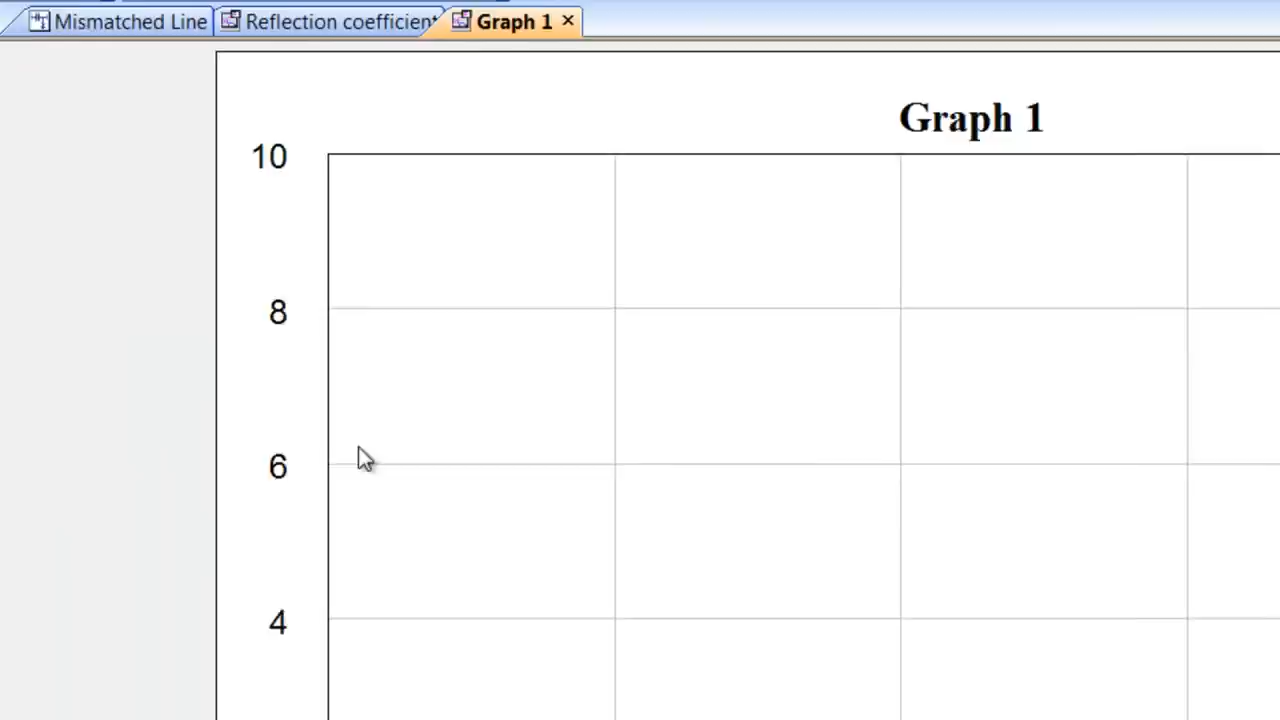 Mismatched Line
Reflection coefficient
Graph 1
Graph 1
10
8
6
4